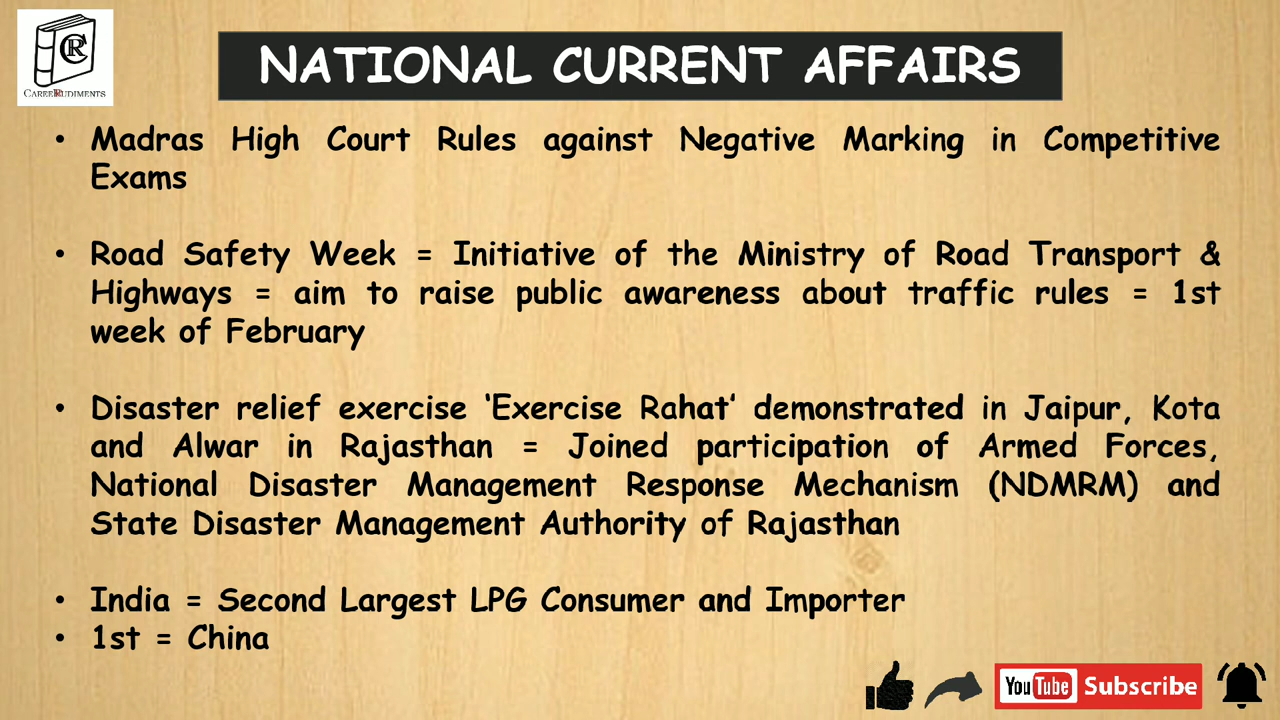 CR
CAREERRUDIMENTS
NATIONAL CURRENT AFFAIRS
• Madras High Court Rules against Negative Marking in Competitive
Exams
• Road Safety Week = Initiative of the Ministry of Road Transport &
Highways = aim to raise public awareness about traffic rules = 1st
week of February
• Disaster relief exercise ‘Exercise Rahat’ demonstrated in Jaipur, Kota
and Alwar in Rajasthan = Joined participation of Armed Forces,
National Disaster Management Response Mechanism (NDMRM) and
State Disaster Management Authority of Rajasthan
• India = Second Largest LPG Consumer and Importer
• 1st = China
YouTube Subscribe